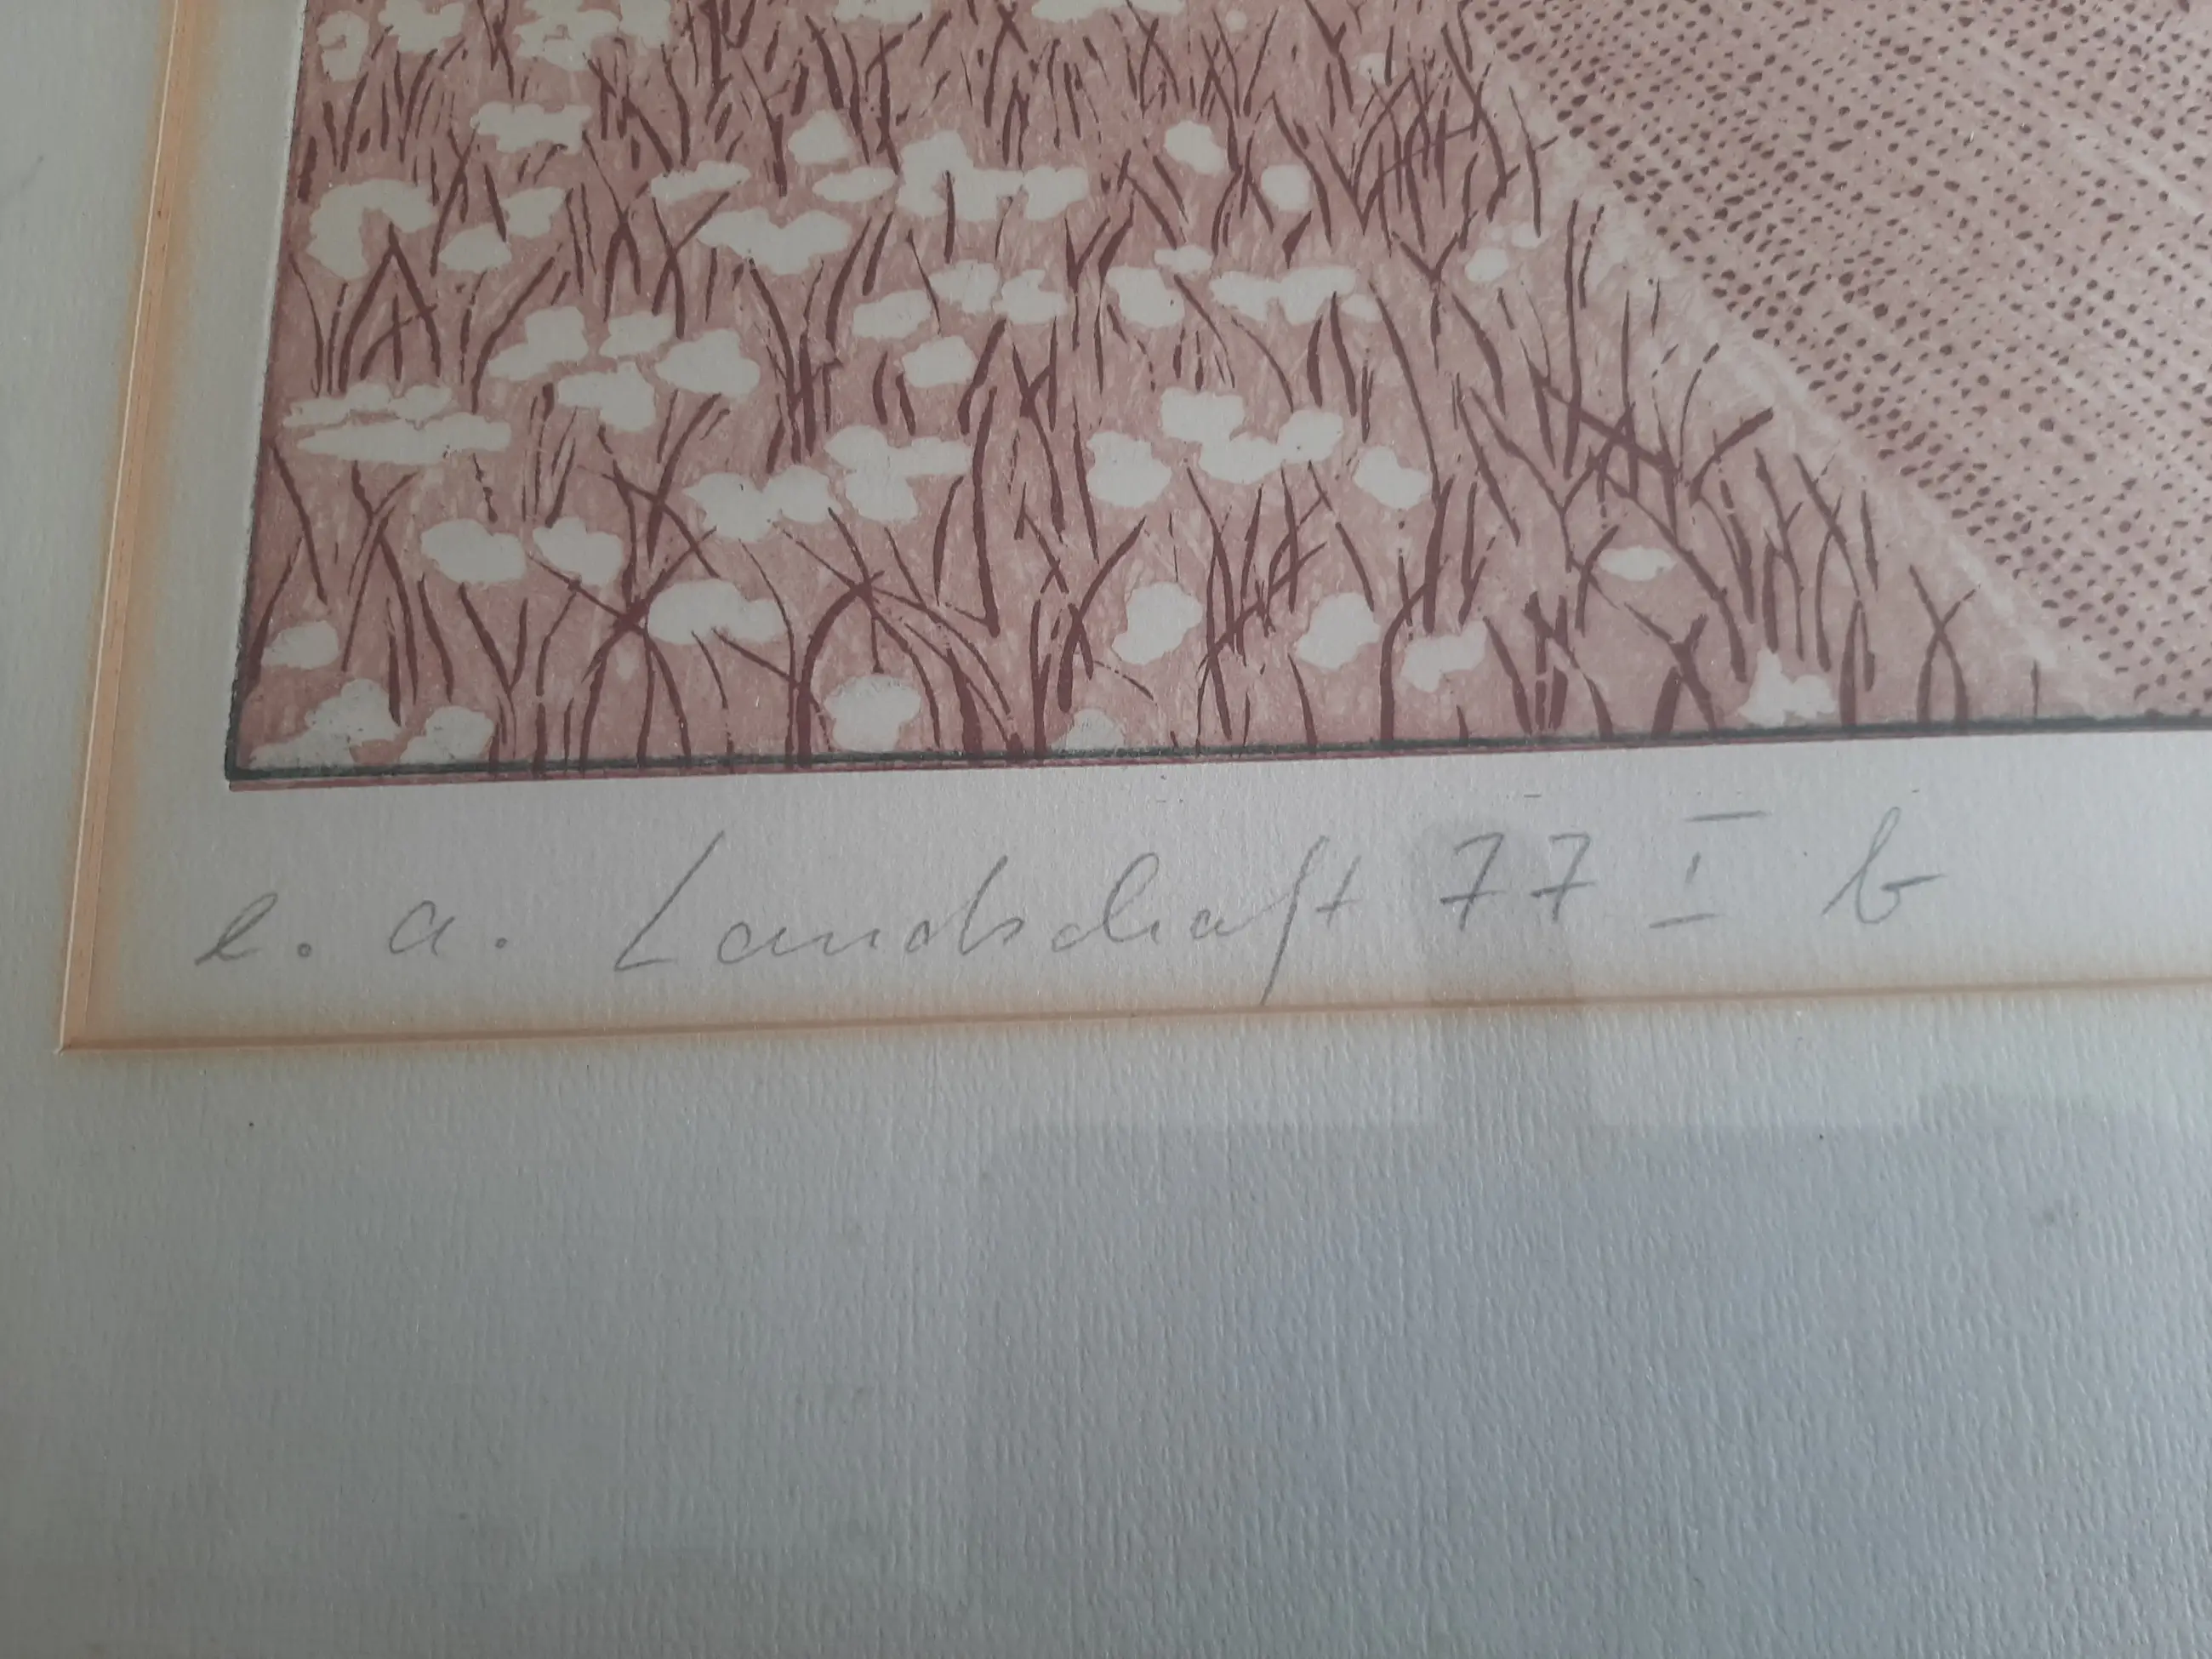 e. a. Landschaft 77 I b